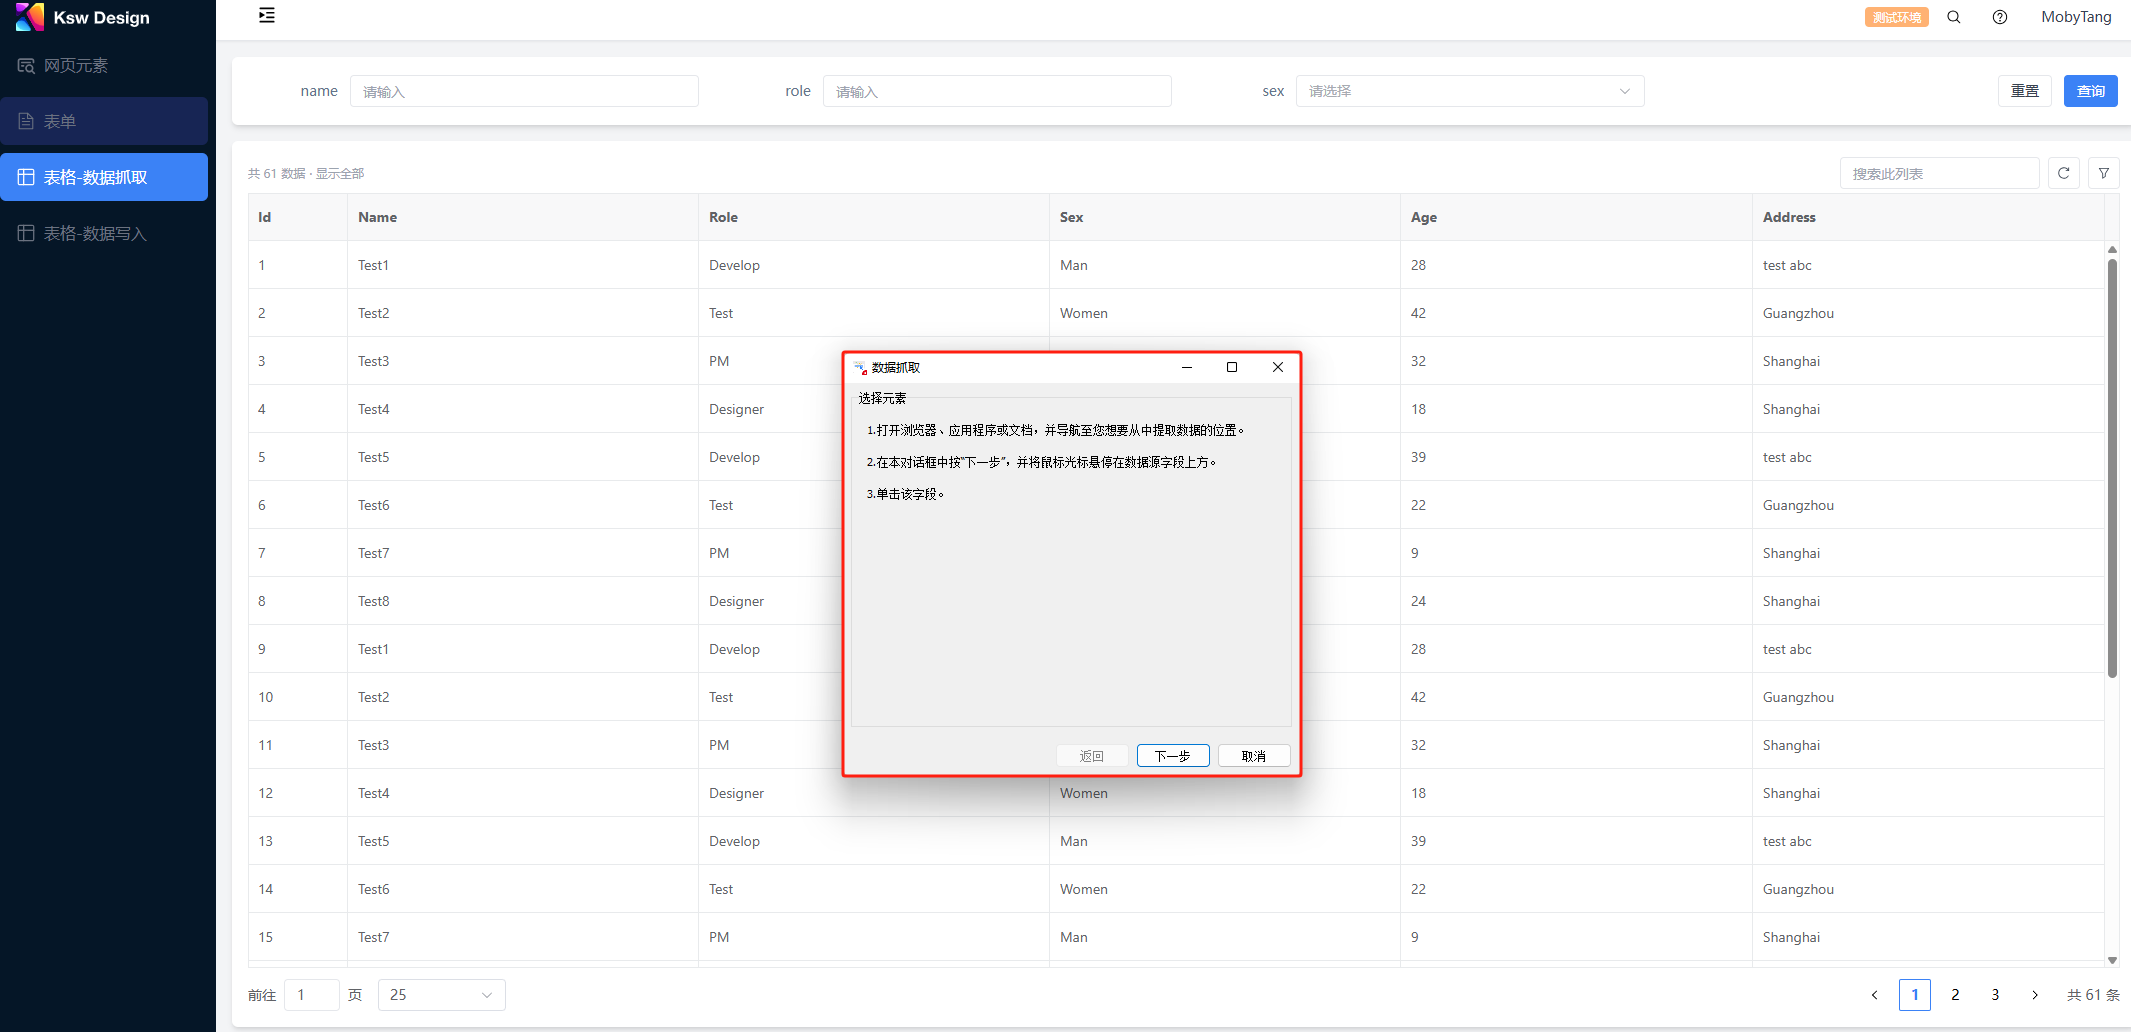 Ksw Design
测试环境
MobyTang
网页元素
表单
表格-数据抓取
表格-数据写入
name 请输入 role 请输入 sex 请选择 重置 查询
共 61 数据 · 显示全部 搜索此列表
Id Name Role Sex Age Address
1 Test1 Develop Man 28 test abc
2 Test2 Test Women 42 Guangzhou
3 Test3 PM 32 Shanghai
4 Test4 Designer 18 Shanghai
5 Test5 Develop 39 test abc
6 Test6 Test 22 Guangzhou
7 Test7 PM 9 Shanghai
8 Test8 Designer 24 Shanghai
9 Test1 Develop 28 test abc
10 Test2 Test 42 Guangzhou
11 Test3 PM 32 Shanghai
12 Test4 Designer Women 18 Shanghai
13 Test5 Develop Man 39 test abc
14 Test6 Test Women 22 Guangzhou
15 Test7 PM Man 9 Shanghai
前往 1 页 25 1 2 3 共 61 条
数据抓取
选择元素
1.打开浏览器、应用程序或文档，并导航至您想要从中提取数据的位置。
2.在本对话框中按“下一步”，并将鼠标光标悬停在数据源字段上方。
3.单击该字段。
返回 下一步 取消